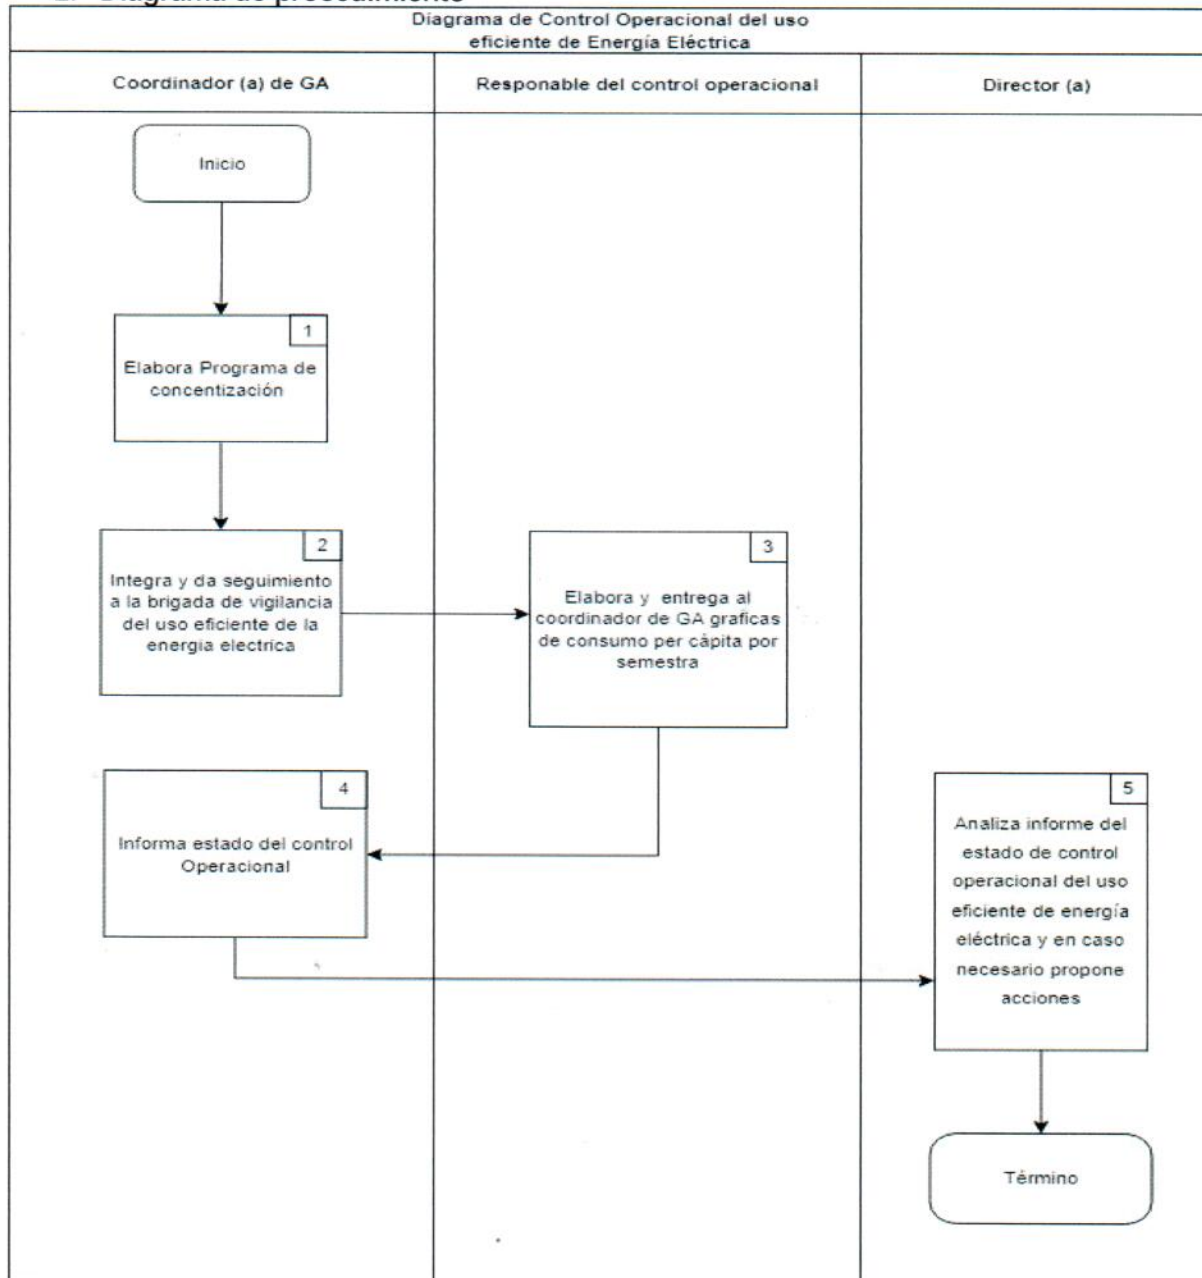 Diagrama de procedimiento
Diagrama de Control Operacional del uso
eficiente de Energía Eléctrica
Coordinador (a) de GA
Responable del control operacional
Director (a)
Inicio
1
Elabora Programa de
concentización
2
Integra y da seguimiento
a la brigada de vigilancia
del uso eficiente de la
energia electrica
3
Elabora y entrega al
coordinador de GA graficas
de consumo per cápita por
semestra
4
Informa estado del control
Operacional
5
Analiza informe del
estado de control
operacional del uso
eficiente de energía
eléctrica y en caso
necesario propone
acciones
Término